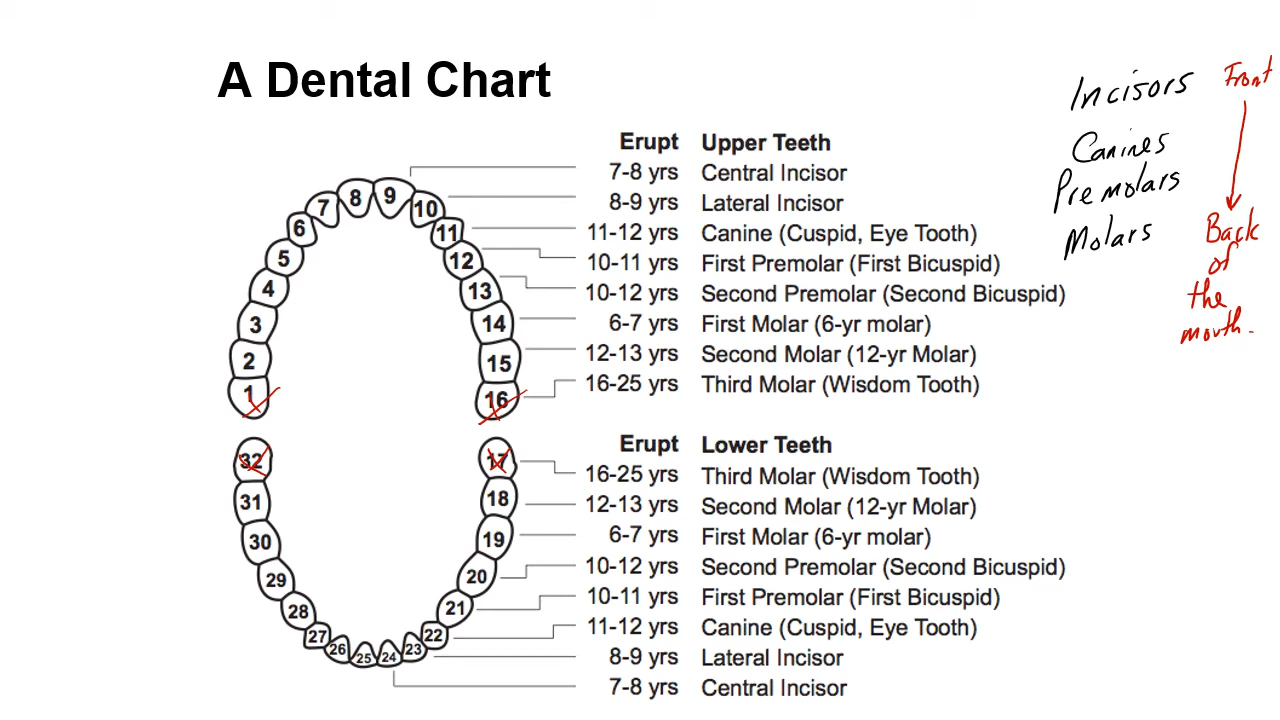 A Dental Chart
Incisors Front
Canines
Premolars
Molars Back
of
the
mouth.
Erupt Upper Teeth
7-8 yrs Central Incisor
8-9 yrs Lateral Incisor
11-12 yrs Canine (Cuspid, Eye Tooth)
10-11 yrs First Premolar (First Bicuspid)
10-12 yrs Second Premolar (Second Bicuspid)
6-7 yrs First Molar (6-yr molar)
12-13 yrs Second Molar (12-yr Molar)
16-25 yrs Third Molar (Wisdom Tooth)
Erupt Lower Teeth
16-25 yrs Third Molar (Wisdom Tooth)
12-13 yrs Second Molar (12-yr Molar)
6-7 yrs First Molar (6-yr molar)
10-12 yrs Second Premolar (Second Bicuspid)
10-11 yrs First Premolar (First Bicuspid)
11-12 yrs Canine (Cuspid, Eye Tooth)
8-9 yrs Lateral Incisor
7-8 yrs Central Incisor
1
2
3
4
5
6
7
8
9
10
11
12
13
14
15
16
17
18
19
20
21
22
23
24
25
26
27
28
29
30
31
32